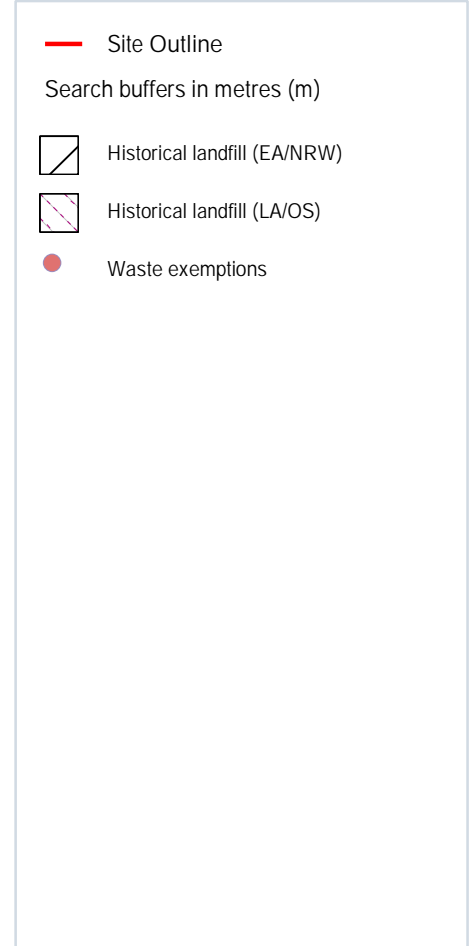 Site Outline
Search buffers in metres (m)
Historical landfill (EA/NRW)
Historical landfill (LA/OS)
Waste exemptions